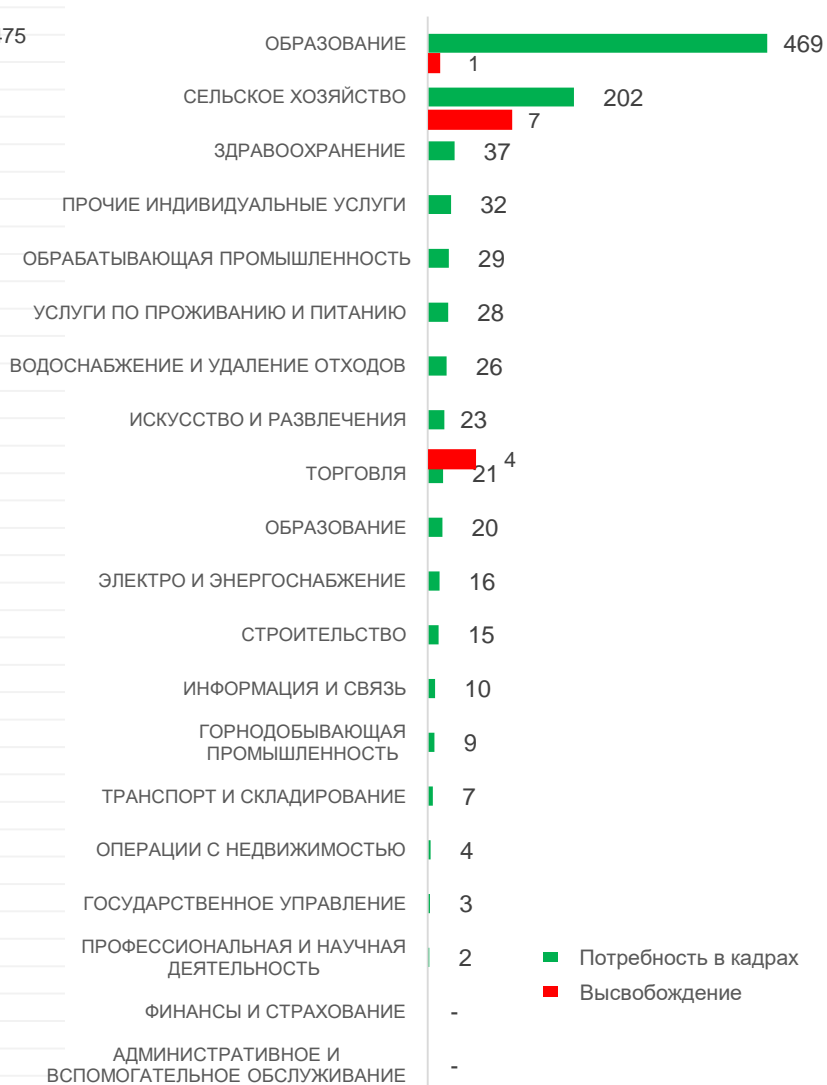 475
ОБРАЗОВАНИЕ 469
1
СЕЛЬСКОЕ ХОЗЯЙСТВО 202
7
ЗДРАВООХРАНЕНИЕ 37
ПРОЧИЕ ИНДИВИДУАЛЬНЫЕ УСЛУГИ 32
ОБРАБАТЫВАЮЩАЯ ПРОМЫШЛЕННОСТЬ 29
УСЛУГИ ПО ПРОЖИВАНИЮ И ПИТАНИЮ 28
ВОДОСНАБЖЕНИЕ И УДАЛЕНИЕ ОТХОДОВ 26
ИСКУССТВО И РАЗВЛЕЧЕНИЯ 23
4
ТОРГОВЛЯ 21
ОБРАЗОВАНИЕ 20
ЭЛЕКТРО И ЭНЕРГОСНАБЖЕНИЕ 16
СТРОИТЕЛЬСТВО 15
ИНФОРМАЦИЯ И СВЯЗЬ 10
ГОРНОДОБЫВАЮЩАЯ
ПРОМЫШЛЕННОСТЬ 9
ТРАНСПОРТ И СКЛАДИРОВАНИЕ 7
ОПЕРАЦИИ С НЕДВИЖИМОСТЬЮ 4
ГОСУДАРСТВЕННОЕ УПРАВЛЕНИЕ 3
ПРОФЕССИОНАЛЬНАЯ И НАУЧНАЯ
ДЕЯТЕЛЬНОСТЬ 2
Потребность в кадрах
Высвобождение
ФИНАНСЫ И СТРАХОВАНИЕ -
АДМИНИСТРАТИВНОЕ И
ВСПОМОГАТЕЛЬНОЕ ОБСЛУЖИВАНИЕ -